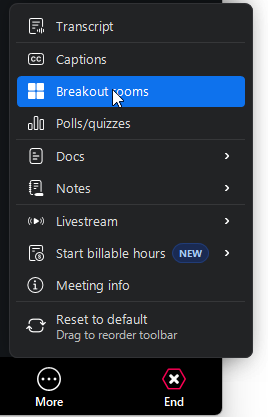 Transcript
CC
Captions
Breakout rooms
Polls/quizzes
Docs
Notes
Livestream
Start billable hours NEW
Meeting info
Reset to default
Drag to reorder toolbar
More
End